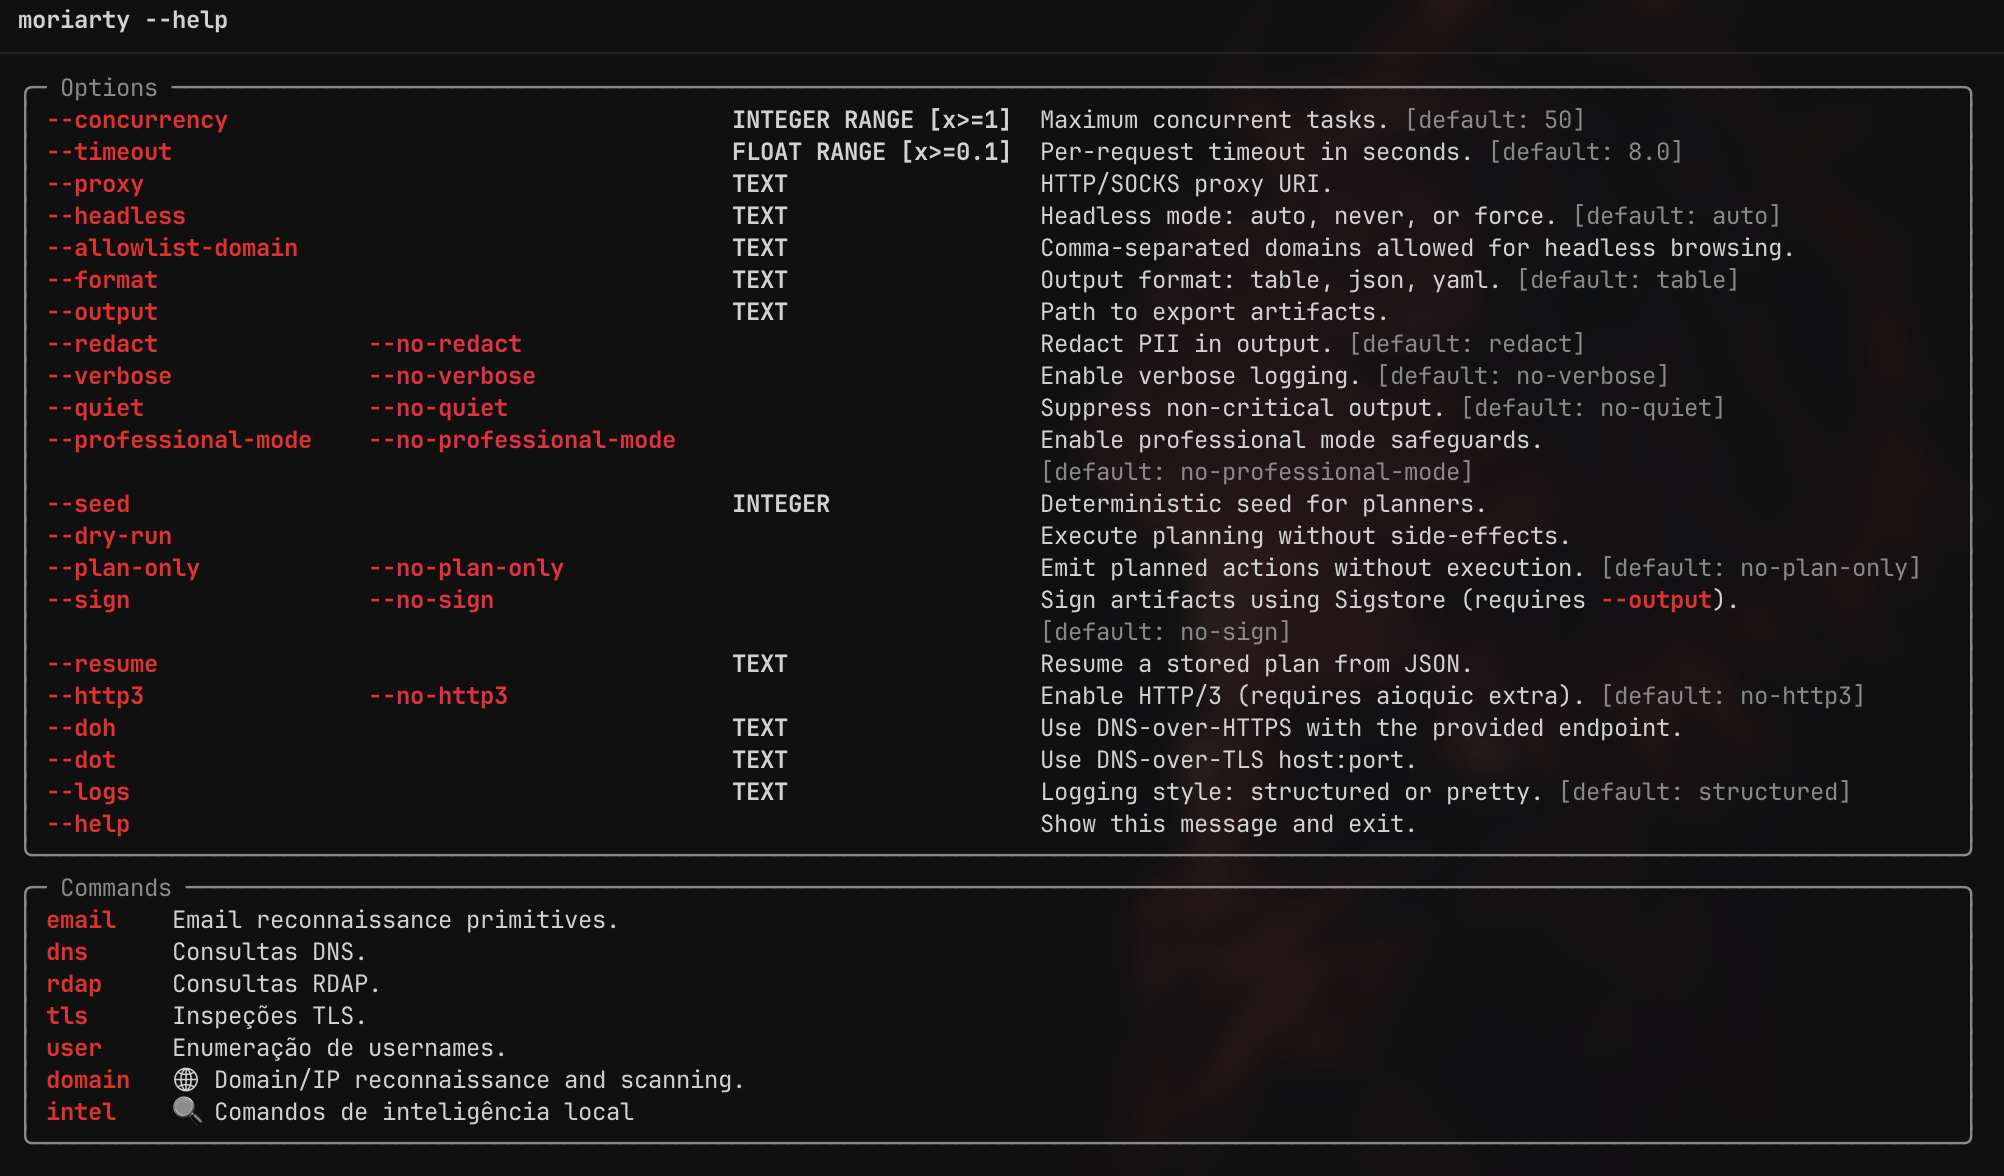 moriarty --help
Options
--concurrency INTEGER RANGE [x>=1] Maximum concurrent tasks. [default: 50]
--timeout FLOAT RANGE [x>=0.1] Per-request timeout in seconds. [default: 8.0]
--proxy TEXT HTTP/SOCKS proxy URI.
--headless TEXT Headless mode: auto, never, or force. [default: auto]
--allowlist-domain TEXT Comma-separated domains allowed for headless browsing.
--format TEXT Output format: table, json, yaml. [default: table]
--output TEXT Path to export artifacts.
--redact --no-redact Redact PII in output. [default: redact]
--verbose --no-verbose Enable verbose logging. [default: no-verbose]
--quiet --no-quiet Suppress non-critical output. [default: no-quiet]
--professional-mode --no-professional-mode Enable professional mode safeguards.
[default: no-professional-mode]
--seed INTEGER Deterministic seed for planners.
--dry-run Execute planning without side-effects.
--plan-only --no-plan-only Emit planned actions without execution. [default: no-plan-only]
--sign --no-sign Sign artifacts using Sigstore (requires --output).
[default: no-sign]
--resume TEXT Resume a stored plan from JSON.
--http3 --no-http3 Enable HTTP/3 (requires aioquic extra). [default: no-http3]
--doh TEXT Use DNS-over-HTTPS with the provided endpoint.
--dot TEXT Use DNS-over-TLS host:port.
--logs TEXT Logging style: structured or pretty. [default: structured]
--help Show this message and exit.
Commands
email Email reconnaissance primitives.
dns Consultas DNS.
rdap Consultas RDAP.
tls Inspeções TLS.
user Enumeração de usernames.
domain 🌐 Domain/IP reconnaissance and scanning.
intel 🔍 Comandos de inteligência local